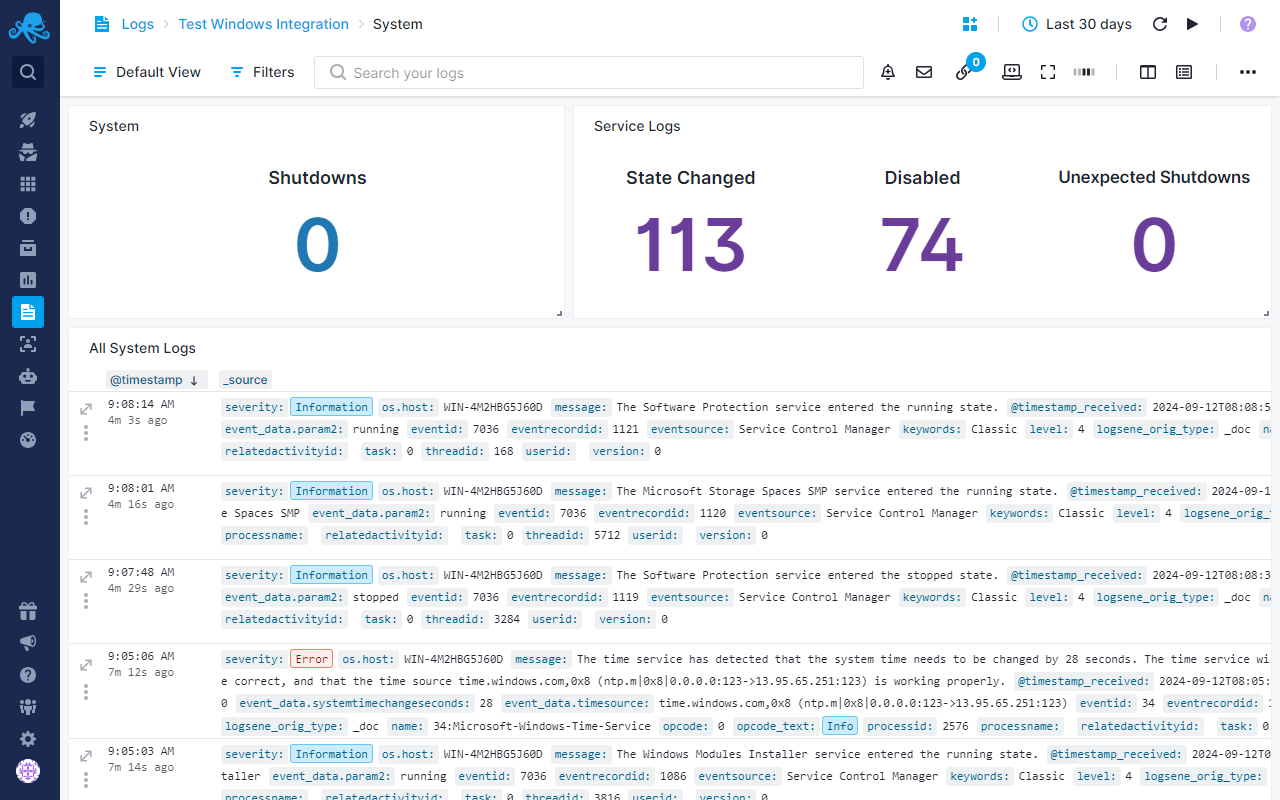 Logs > Test Windows Integration > System
Last 30 days
?
Default View
Filters
Search your logs
0
System
Shutdowns
0
Service Logs
State Changed
Disabled
Unexpected Shutdowns
113
74
0
All System Logs
@timestamp ↓ _source
9:08:14 AM
4m 3s ago
severity: Information os.host: WIN-4M2HBG5J60D message: The Software Protection service entered the running state. @timestamp_received: 2024-09-12T08:08:5
event_data.param2: running eventid: 7036 eventrecordid: 1121 eventsource: Service Control Manager keywords: Classic level: 4 logsene_orig_type: _doc na
relatedactivityid: task: 0 threadid: 168 userid: version: 0
9:08:01 AM
4m 16s ago
severity: Information os.host: WIN-4M2HBG5J60D message: The Microsoft Storage Spaces SMP service entered the running state. @timestamp_received: 2024-09-1
e Spaces SMP event_data.param2: running eventid: 7036 eventrecordid: 1120 eventsource: Service Control Manager keywords: Classic level: 4 logsene_orig_t
processname: relatedactivityid: task: 0 threadid: 5712 userid: version: 0
9:07:48 AM
4m 29s ago
severity: Information os.host: WIN-4M2HBG5J60D message: The Software Protection service entered the stopped state. @timestamp_received: 2024-09-12T08:08:3
event_data.param2: stopped eventid: 7036 eventrecordid: 1119 eventsource: Service Control Manager keywords: Classic level: 4 logsene_orig_type: _doc na
relatedactivityid: task: 0 threadid: 3284 userid: version: 0
9:05:06 AM
7m 12s ago
severity: Error os.host: WIN-4M2HBG5J60D message: The time service has detected that the system time needs to be changed by 28 seconds. The time service wi
e correct, and that the time source time.windows.com,0x8 (ntp.m|0x8|0.0.0.0:123->13.95.65.251:123) is working properly. @timestamp_received: 2024-09-12T08:05:
0 event_data.systemtimechangeseconds: 28 event_data.timesource: time.windows.com,0x8 (ntp.m|0x8|0.0.0.0:123->13.95.65.251:123) eventid: 34 eventrecordid: 1
logsene_orig_type: _doc name: 34:Microsoft-Windows-Time-Service opcode: 0 opcode_text: Info processid: 2576 processname: relatedactivityid: task: 0
9:05:03 AM
7m 14s ago
severity: Information os.host: WIN-4M2HBG5J60D message: The Windows Modules Installer service entered the running state. @timestamp_received: 2024-09-12T0
taller event_data.param2: running eventid: 7036 eventrecordid: 1086 eventsource: Service Control Manager keywords: Classic level: 4 logsene_orig_type:
processname: relatedactivityid: task: 0 threadid: 3816 userid: version: 0